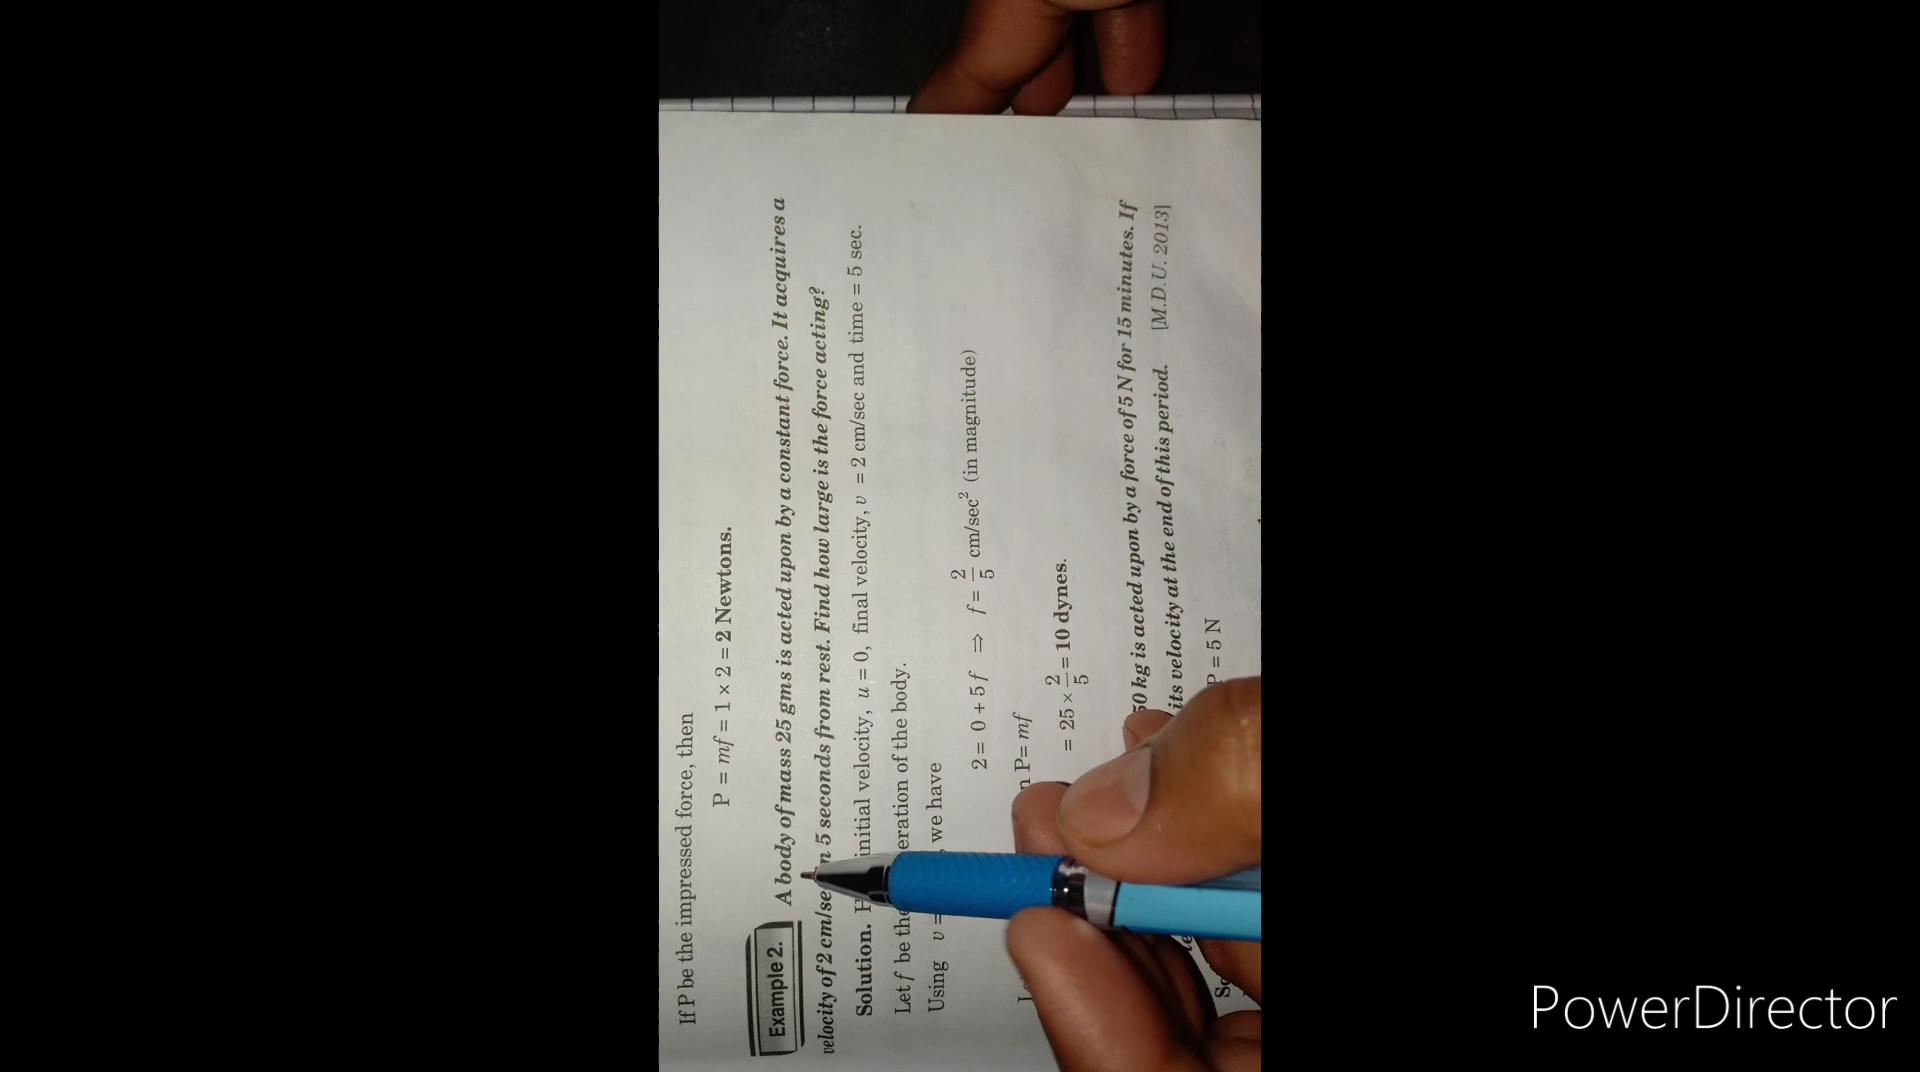 If P be the impressed force, then
P = mf = 1 × 2 = 2 Newtons.
Example 2. A body of mass 25 gms is acted upon by a constant force. It acquires a
velocity of 2 cm/se n 5 seconds from rest. Find how large is the force acting?
Solution. H initial velocity, u = 0, final velocity, v = 2 cm/sec and time = 5 sec.
Let f be the eration of the body.
Using v = , we have
2 = 0 + 5f ⇒ f = 2/5 cm/sec² (in magnitude)
P = mf
= 25 × 2/5 = 10 dynes.
50 kg is acted upon by a force of 5 N for 15 minutes. If
its velocity at the end of this period. [M.D.U. 2013]
So P = 5 N
PowerDirector